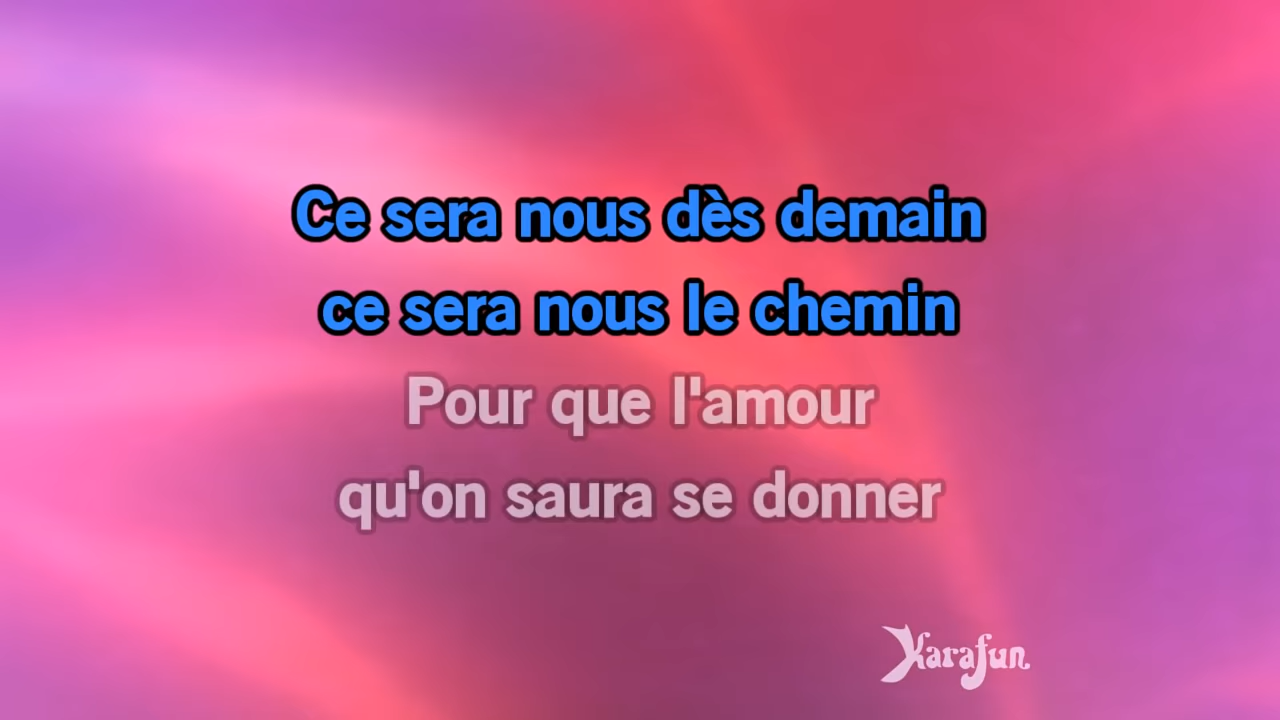 Ce sera nous dès demain
ce sera nous le chemin
Pour que l'amour
qu'on saura se donner
Karafun